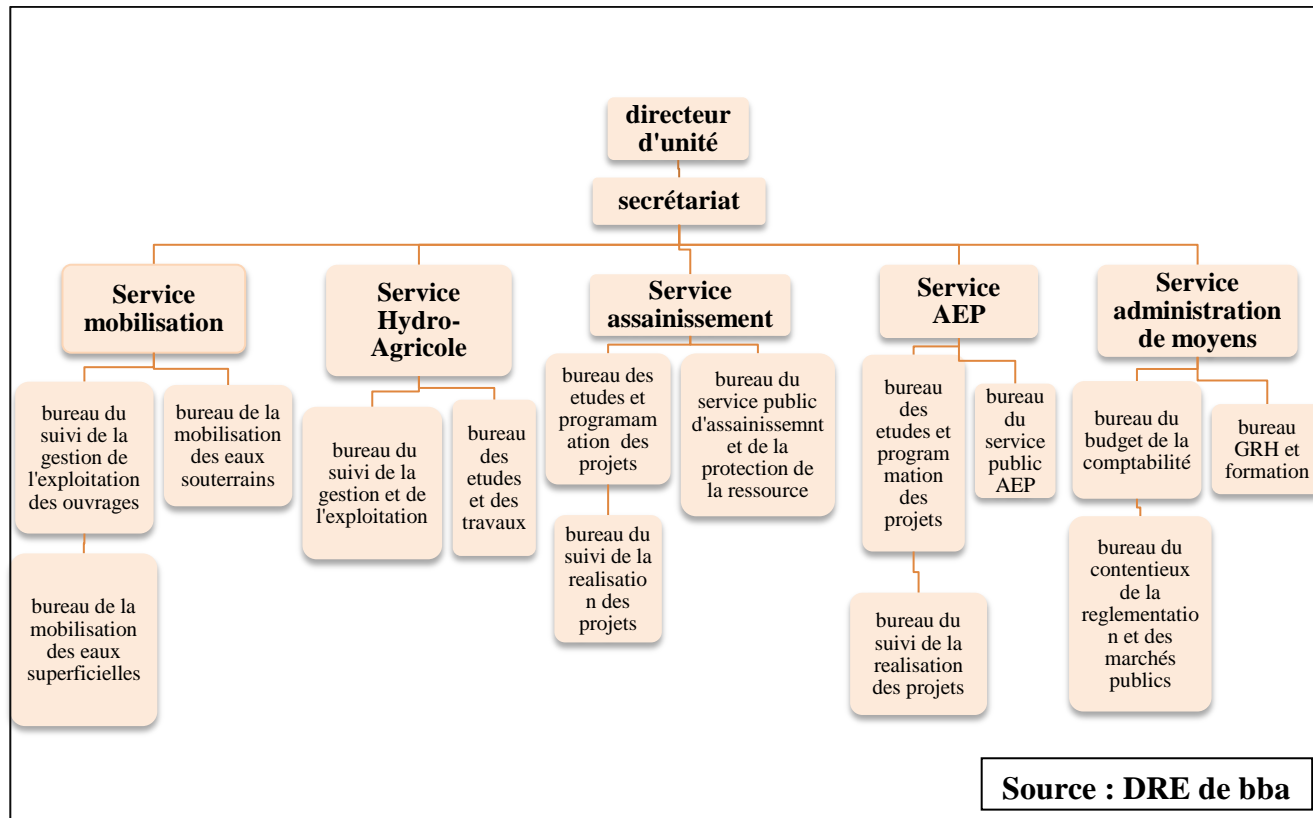 directeur
d'unité
secrétariat
Service
mobilisation
Service
Hydro-
Agricole
Service
assainissement
Service
AEP
Service
administration
de moyens
bureau du
suivi de la
gestion de
l'exploitation
des ouvrages
bureau de la
mobilisation
des eaux
souterrains
bureau de la
mobilisation
des eaux
superficielles
bureau du
suivi de la
gestion et de
l'exploitation
bureau
des
etudes et
des
travaux
bureau des
etudes et
programam
ation des
projets
bureau du
service public
d'assainissemnt
et de la
protection de
la ressource
bureau du
suivi de la
realisatio
n des
projets
bureau
des
etudes et
program
mation
des
projets
bureau
du
service
public
AEP
bureau du
suivi de la
realisation
des projets
bureau du
budget de la
comptabilité
bureau
GRH et
formation
bureau du
contentieux
de la
reglementatio
n et des
marchés
publics
Source : DRE de bba